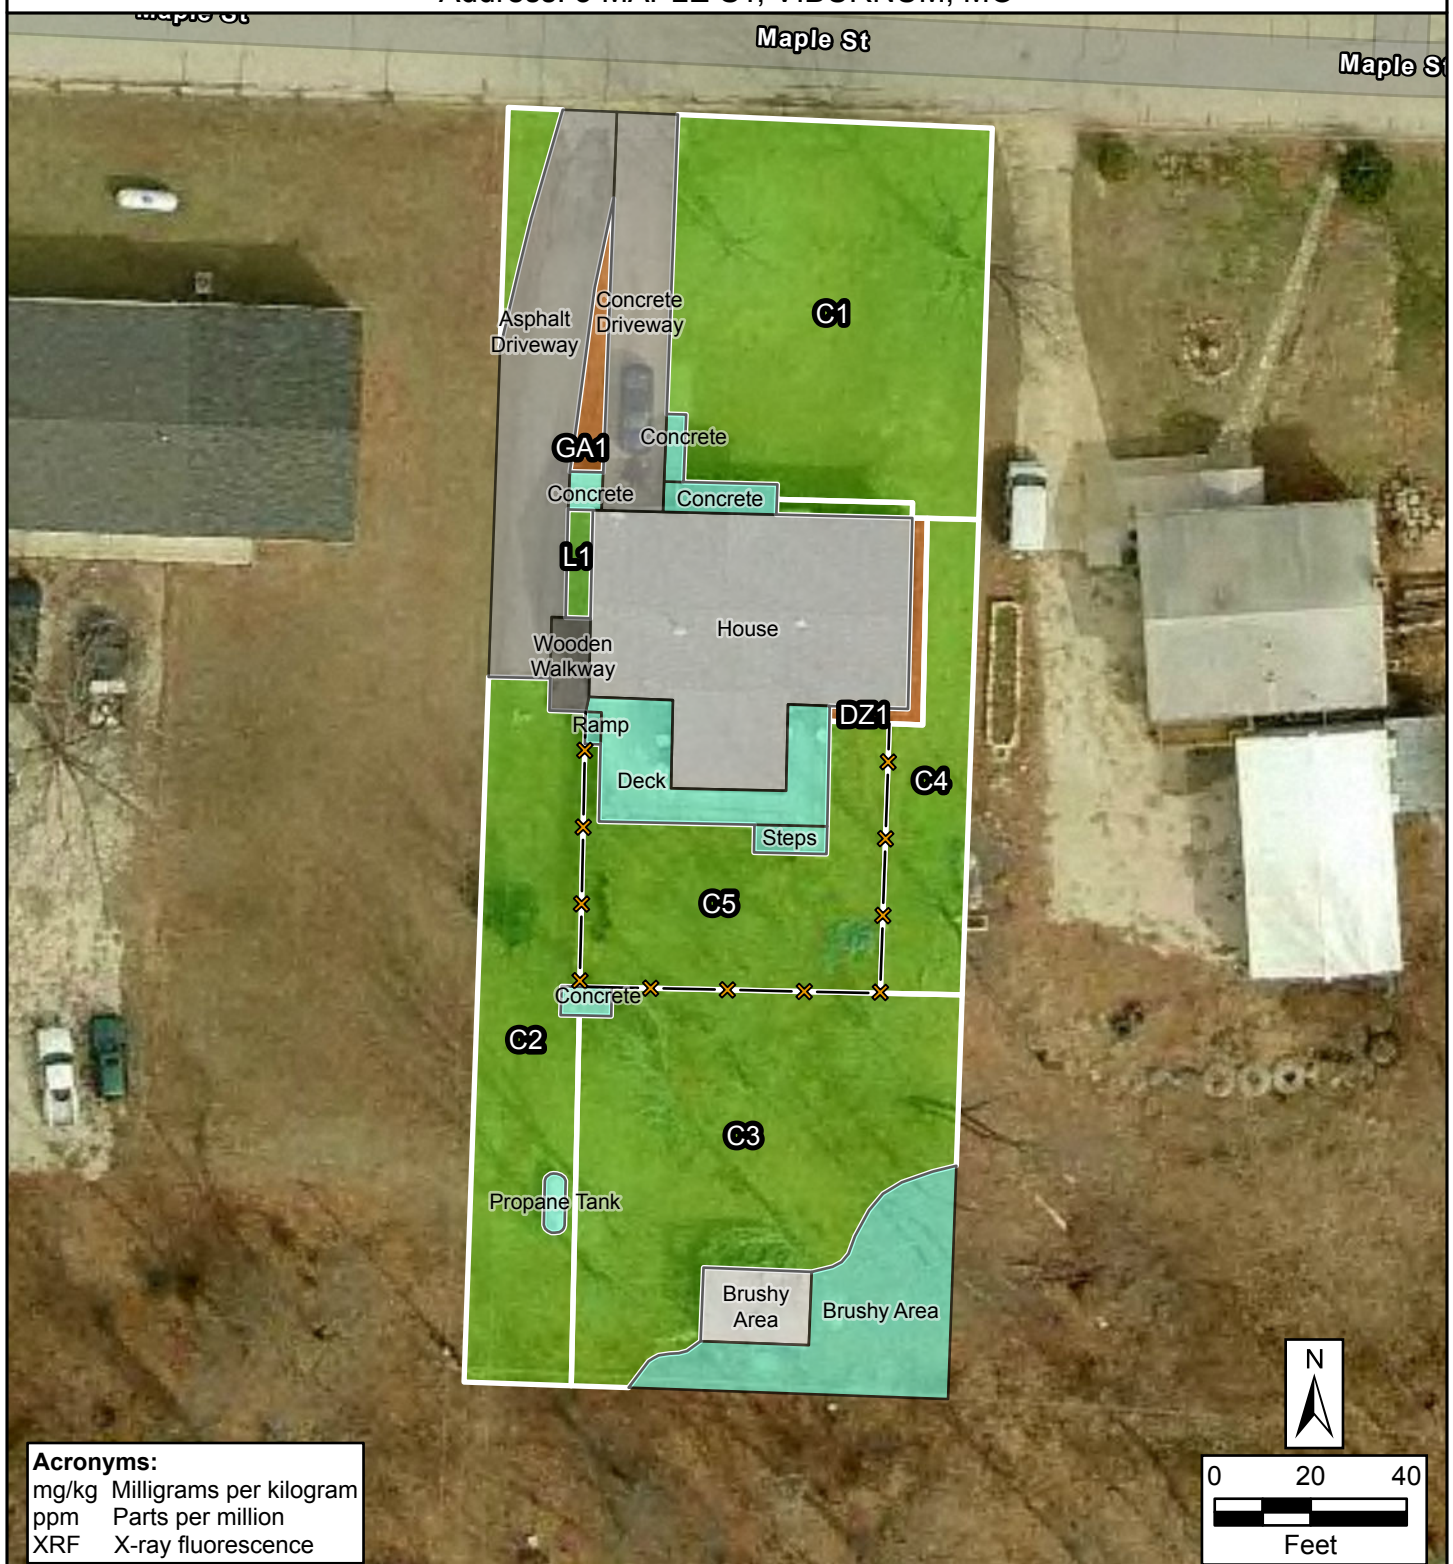 Maple St
Maple St
Maple St
Asphalt
Driveway
Concrete
Driveway
C1
GA1
Concrete
Concrete
Concrete
L1
House
Wooden
Walkway
DZ1
Ramp
Deck
C4
Steps
C5
Concrete
C2
C3
Propane Tank
Brushy
Area
Brushy Area
N
Acronyms:
mg/kg Milligrams per kilogram
ppm Parts per million
XRF X-ray fluorescence
0 20 40
Feet